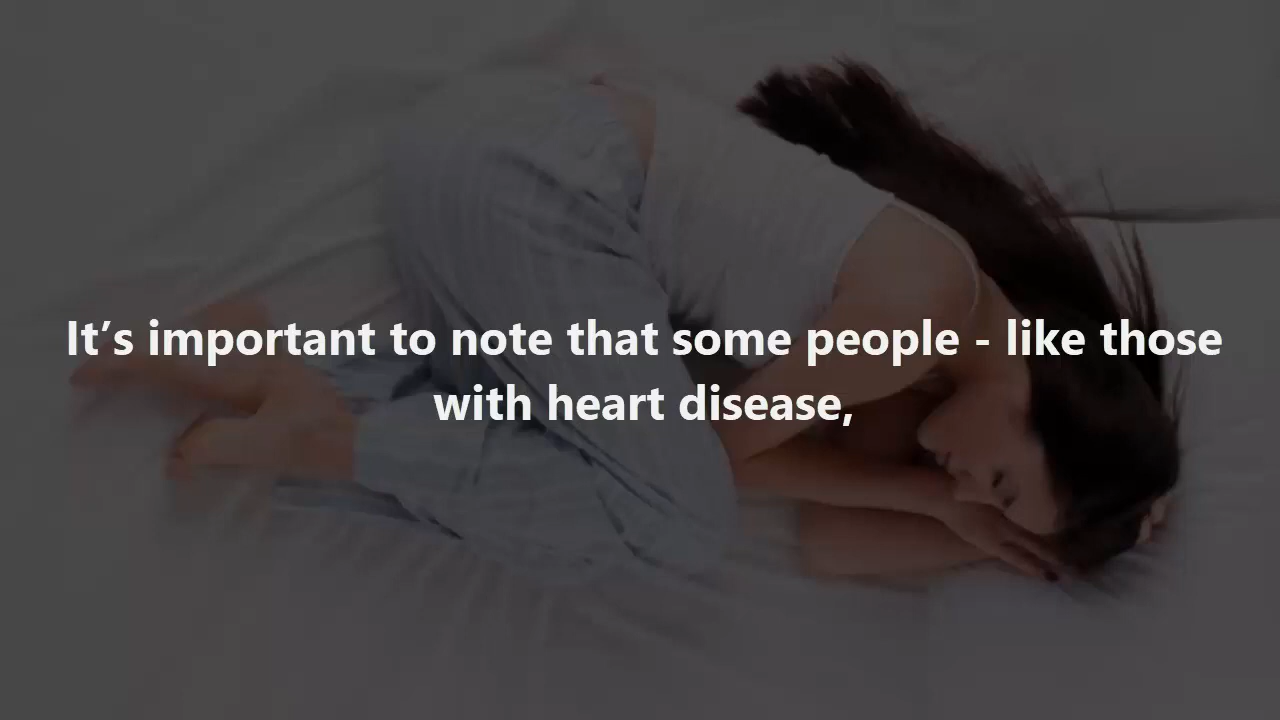 It’s important to note that some people - like those
with heart disease,